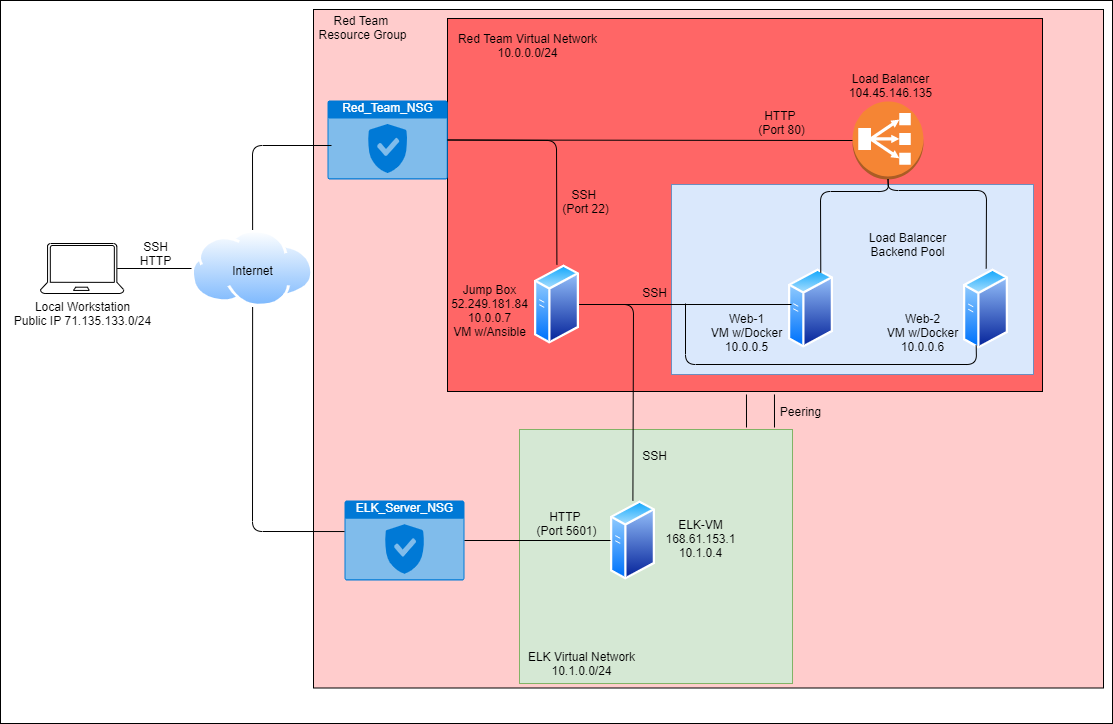 Red Team
Resource Group
Red Team Virtual Network
10.0.0.0/24
Load Balancer
104.45.146.135
Red_Team_NSG
HTTP
(Port 80)
SSH
(Port 22)
Load Balancer
Backend Pool
SSH
HTTP
Internet
Local Workstation
Public IP 71.135.133.0/24
Jump Box
52.249.181.84
10.0.0.7
VM w/Ansible
SSH
Web-1
VM w/Docker
10.0.0.5
Web-2
VM w/Docker
10.0.0.6
Peering
SSH
ELK_Server_NSG
HTTP
(Port 5601)
ELK-VM
168.61.153.1
10.1.0.4
ELK Virtual Network
10.1.0.0/24